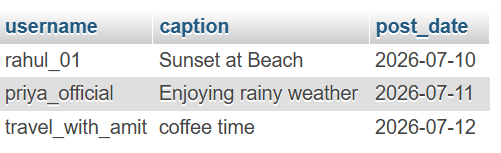 username caption post_date
rahul_01 Sunset at Beach 2026-07-10
priya_official Enjoying rainy weather 2026-07-11
travel_with_amit coffee time 2026-07-12